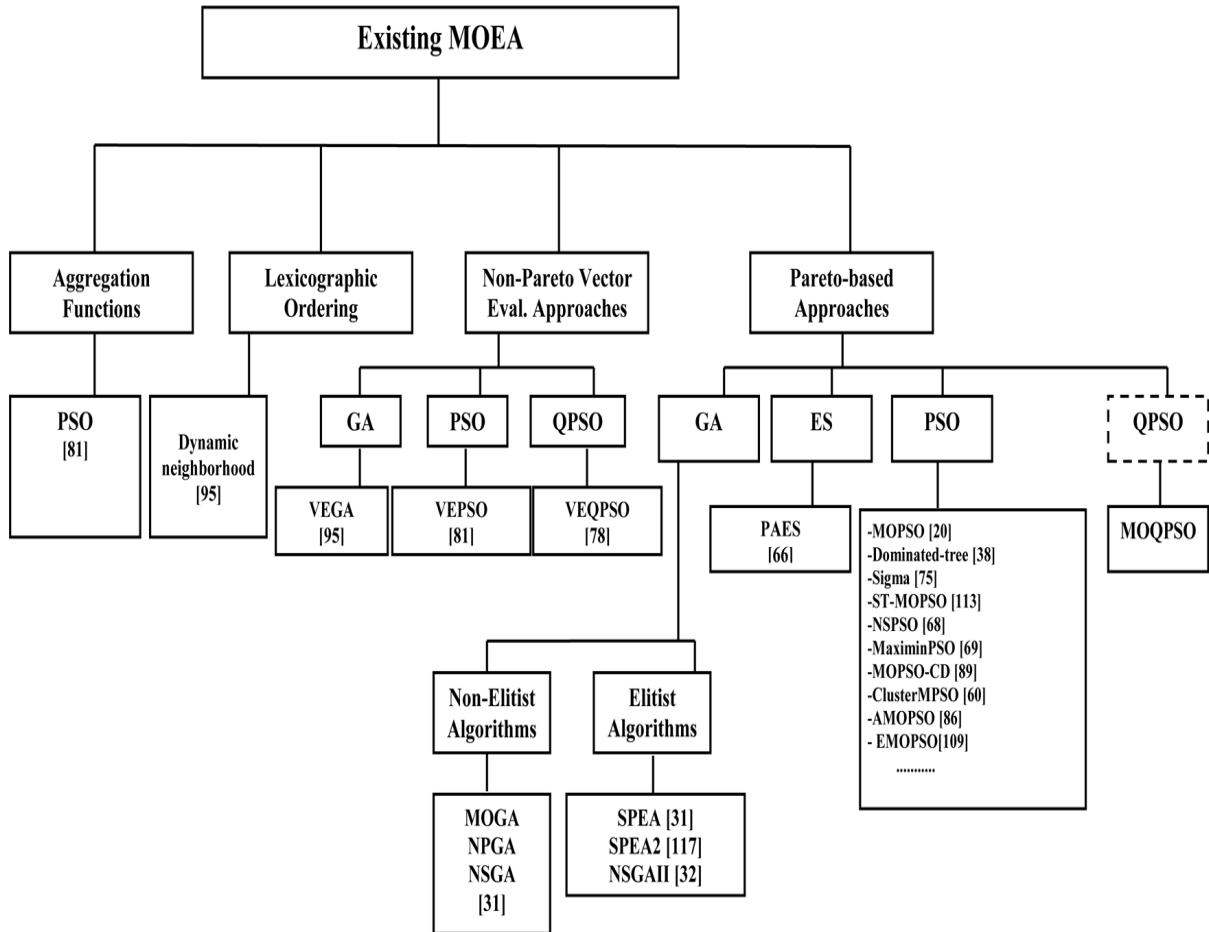 Existing MOEA
Aggregation
Functions
Lexicographic
Ordering
Non-Pareto Vector
Eval. Approaches
Pareto-based
Approaches
PSO
[81]
Dynamic
neighborhood
[95]
GA
PSO
QPSO
GA
ES
PSO
QPSO
VEGA
[95]
VEPSO
[81]
VEQPSO
[78]
PAES
[66]
-MOPSO [20]
-Dominated-tree [38]
-Sigma [75]
-ST-MOPSO [113]
-NSPSO [68]
-MaximinPSO [69]
-MOPSO-CD [89]
-ClusterMPSO [60]
-AMOPSO [86]
- EMOPSO[109]
...........
MOQPSO
Non-Elitist
Algorithms
Elitist
Algorithms
MOGA
NPGA
NSGA
[31]
SPEA [31]
SPEA2 [117]
NSGAII [32]